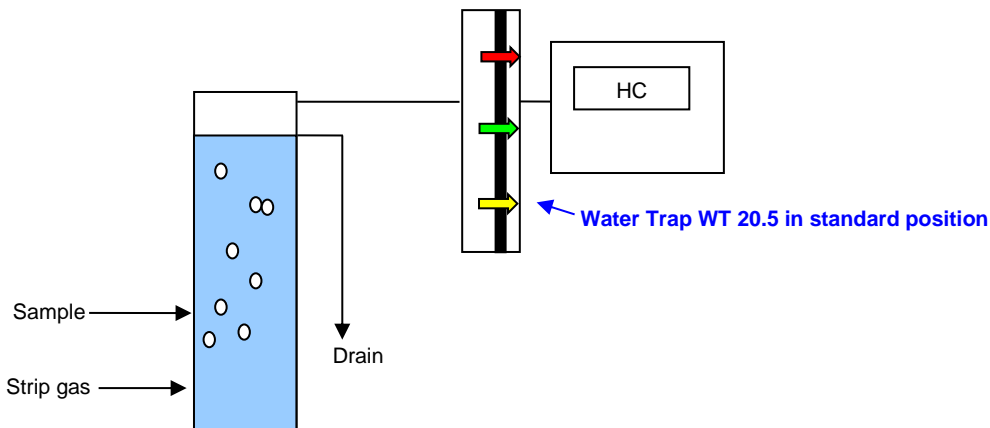 HC
Water Trap WT 20.5 in standard position
Sample
Drain
Strip gas